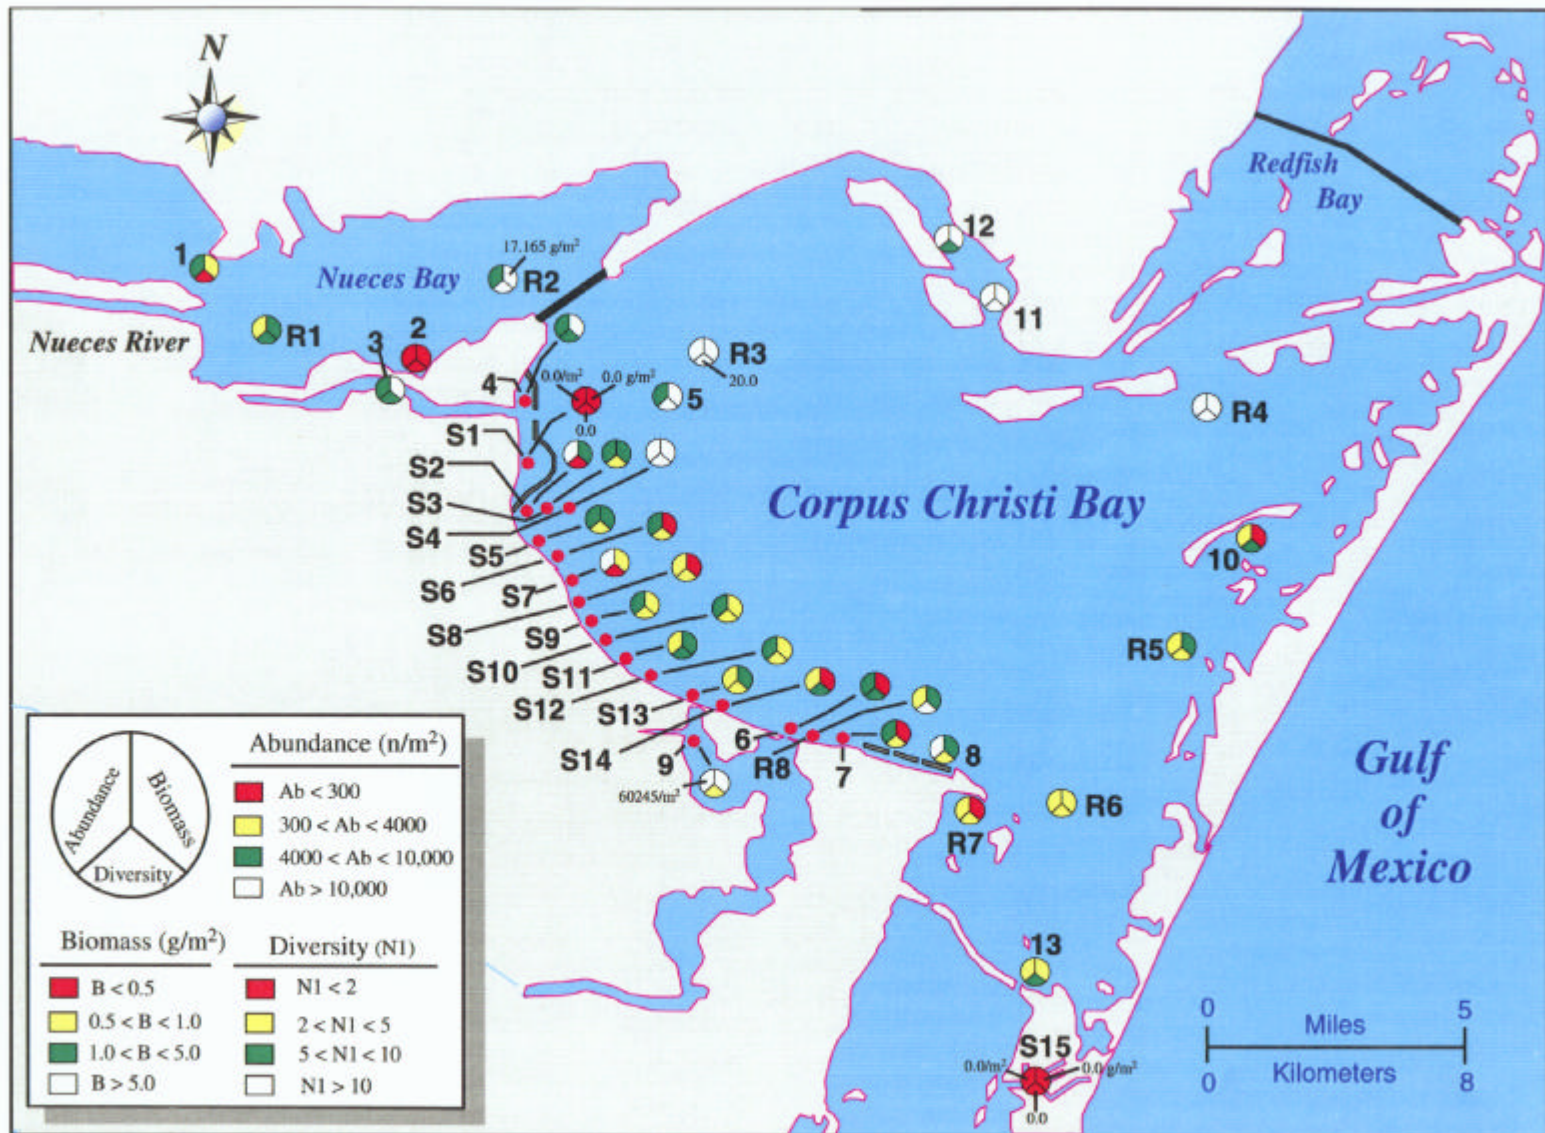 N
Redfish
Bay
12
17.165 g/m²
1
Nueces Bay
R2
11
Nueces River
R1
3
2
4
R3
20.0
0.0/m²
0.0 g/m²
0.0
5
R4
S1
S2
S3
S4
Corpus Christi Bay
S5
S6
S7
10
S8
S9
S10
S11
R5
S12
S13
S14
6
R8
7
8
9
60245/m²
R7
R6
Gulf
of
Mexico
13
S15
0.0/m²
0.0 g/m²
0.0
0
5
Miles
Kilometers
0
8
Abundance
Biomass
Diversity
Abundance (n/m²)
Ab < 300
300 < Ab < 4000
4000 < Ab < 10,000
Ab > 10,000
Biomass (g/m²)
B < 0.5
0.5 < B < 1.0
1.0 < B < 5.0
B > 5.0
Diversity (N1)
N1 < 2
2 < N1 < 5
5 < N1 < 10
N1 > 10